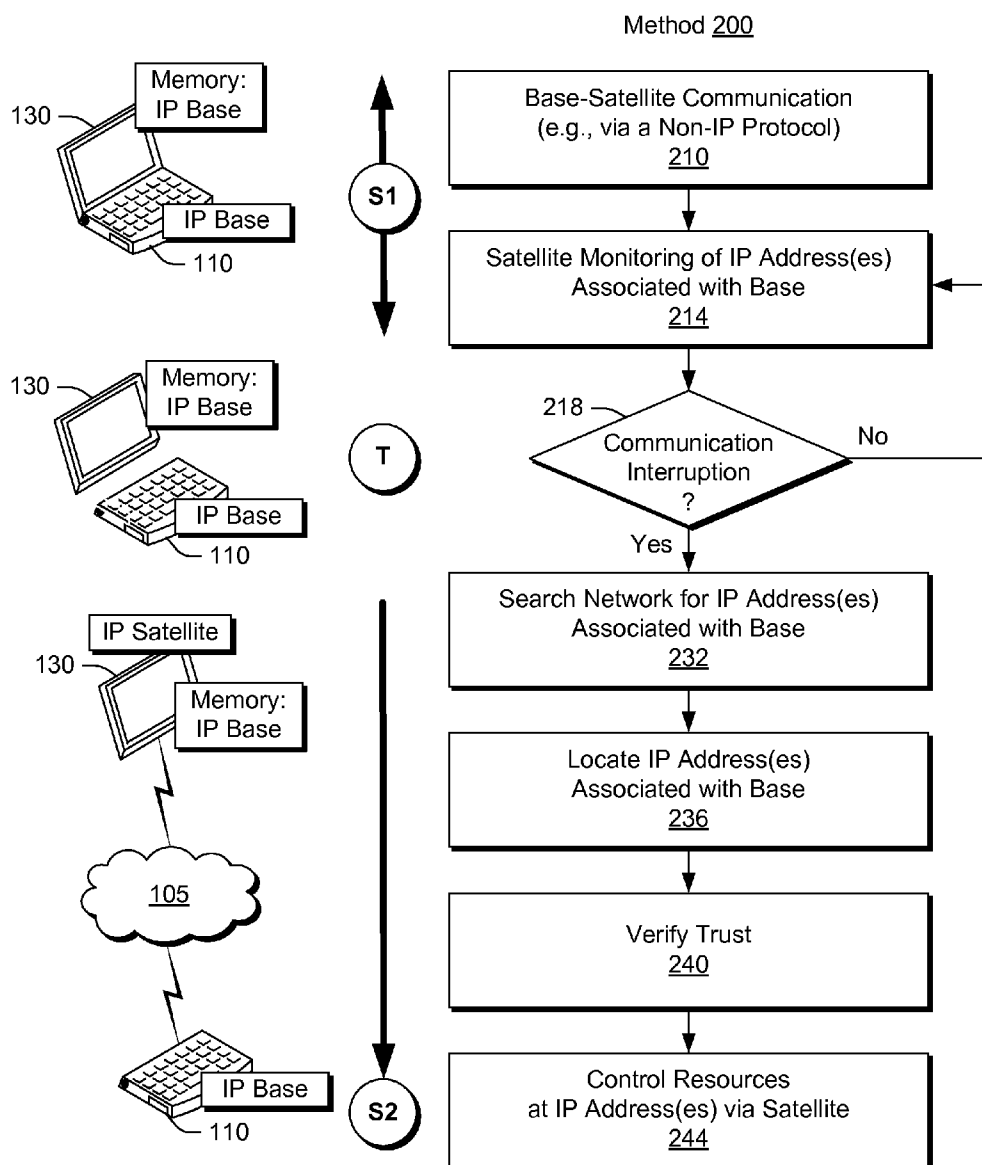 Method 200
Memory:
IP Base
130
IP Base
110
S1
Base-Satellite Communication
(e.g., via a Non-IP Protocol)
210
Satellite Monitoring of IP Address(es)
Associated with Base
214
130
Memory:
IP Base
IP Base
110
T
218
Communication
Interruption
?
No
Yes
Search Network for IP Address(es)
Associated with Base
232
IP Satellite
130
Memory:
IP Base
Locate IP Address(es)
Associated with Base
236
105
Verify Trust
240
IP Base
110
S2
Control Resources
at IP Address(es) via Satellite
244